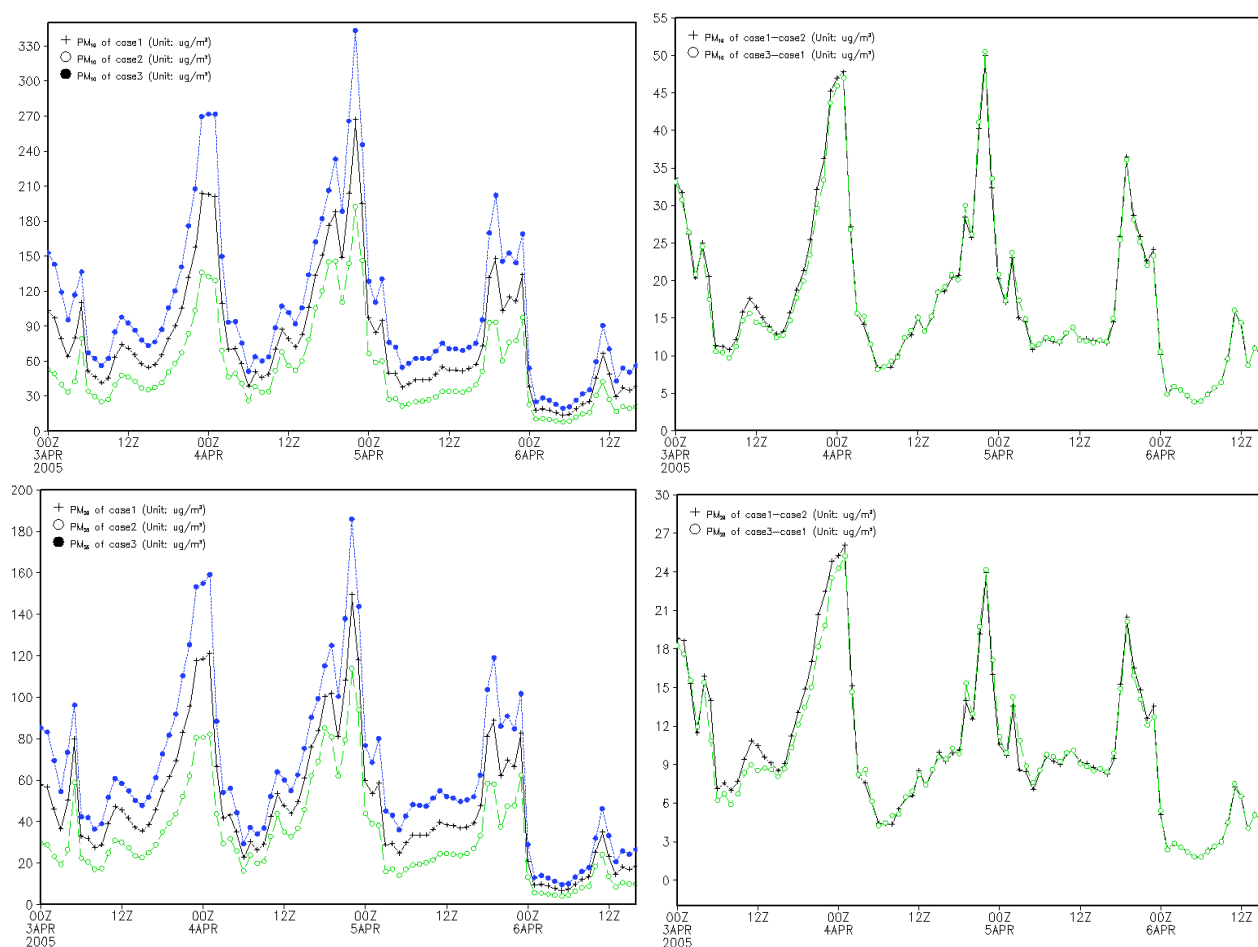 330
300
270
240
210
180
150
120
90
60
30
0
PM₁₀ of case1 (Unit: ug/m³)
PM₁₀ of case2 (Unit: ug/m³)
PM₁₀ of case3 (Unit: ug/m³)
00Z 12Z 00Z 12Z 00Z 12Z 00Z 12Z
3APR 4APR 5APR 6APR
2005
55
50
45
40
35
30
25
20
15
10
5
0
PM₁₀ of case1-case2 (Unit: ug/m³)
PM₁₀ of case3-case1 (Unit: ug/m³)
00Z 12Z 00Z 12Z 00Z 12Z 00Z 12Z
3APR 4APR 5APR 6APR
2005
200
180
160
140
120
100
80
60
40
20
0
PM of case1 (Unit: ug/m³)
PM of case2 (Unit: ug/m³)
PM of case3 (Unit: ug/m³)
00Z 12Z 00Z 12Z 00Z 12Z 00Z 12Z
3APR 4APR 5APR 6APR
2005
30
27
24
21
18
15
12
9
6
3
0
PM of case1-case2 (Unit: ug/m³)
PM of case3-case1 (Unit: ug/m³)
00Z 12Z 00Z 12Z 00Z 12Z 00Z 12Z
3APR 4APR 5APR 6APR
2005